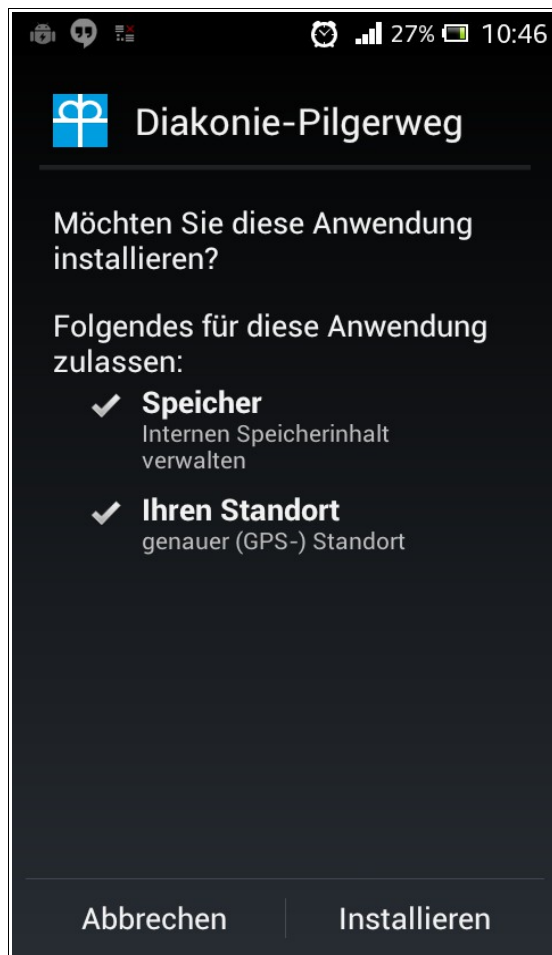 27% 10:46
Diakonie-Pilgerweg
Möchten Sie diese Anwendung
installieren?
Folgendes für diese Anwendung
zulassen:
Speicher
Internen Speicherinhalt
verwalten
Ihren Standort
genauer (GPS-) Standort
Abbrechen Installieren